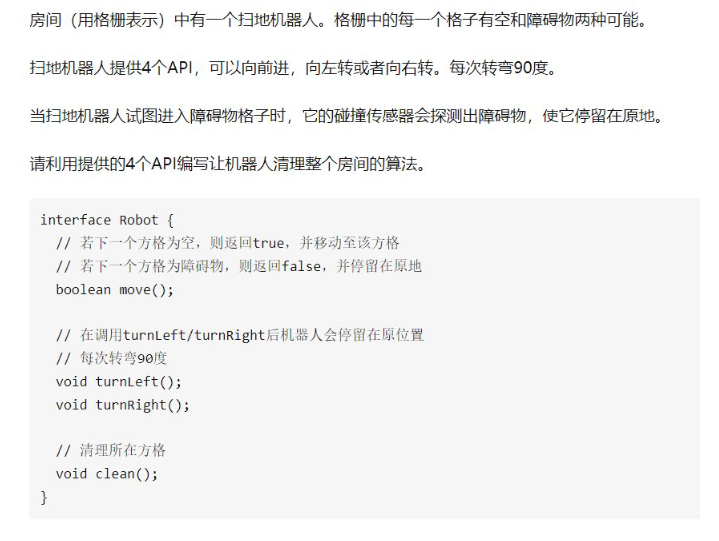 房间（用格栅表示）中有一个扫地机器人。格栅中的每一个格子有空和障碍物两种可能。
扫地机器人提供4个API，可以向前进，向左转或者向右转。每次转弯90度。
当扫地机器人试图进入障碍物格子时，它的碰撞传感器会探测出障碍物，使它停留在原地。
请利用提供的4个API编写让机器人清理整个房间的算法。
interface Robot {
  // 若下一个方格为空，则返回true，并移动至该方格
  // 若下一个方格为障碍物，则返回false，并停留在原地
  boolean move();
  // 在调用turnLeft/turnRight后机器人会停留在原位置
  // 每次转弯90度
  void turnLeft();
  void turnRight();
  // 清理所在方格
  void clean();
}